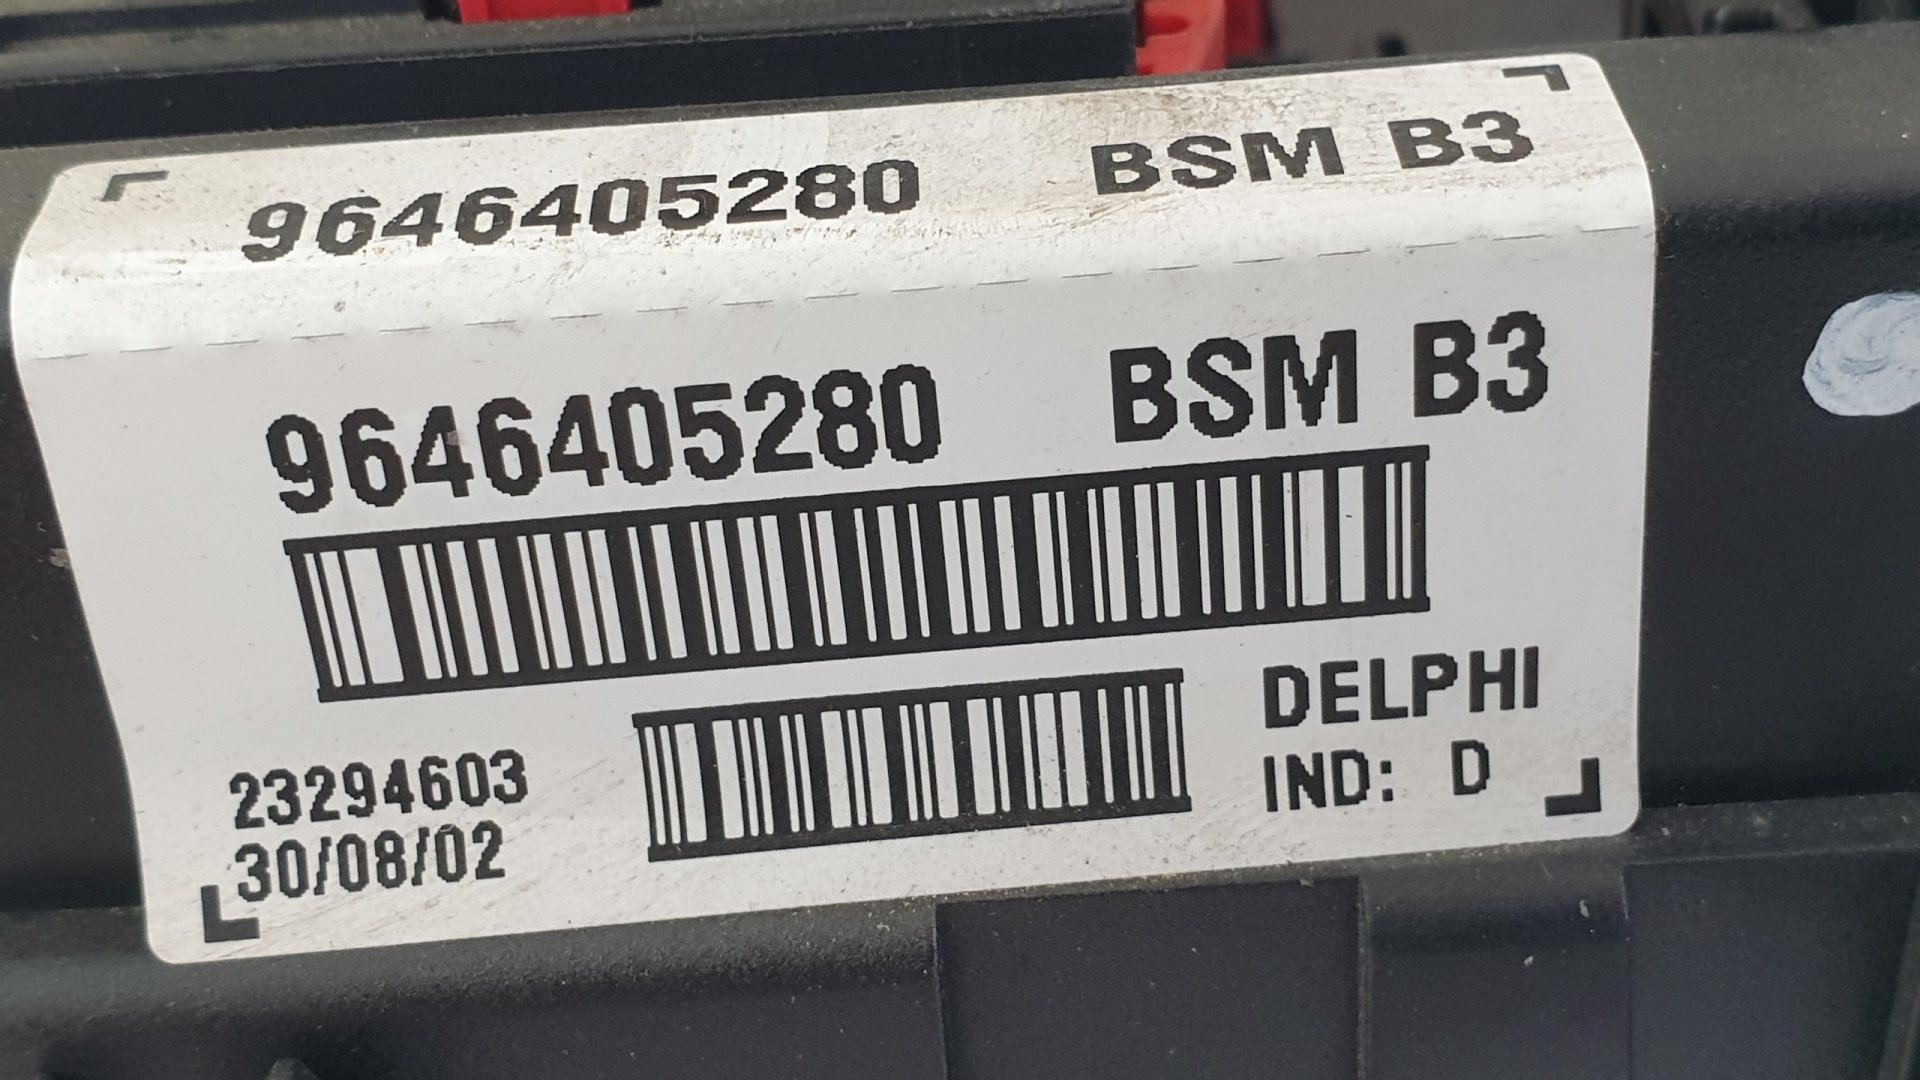 9646405280 BSM B3
9646405280 BSM B3
DELPHI
23294603
IND: D
30/08/02